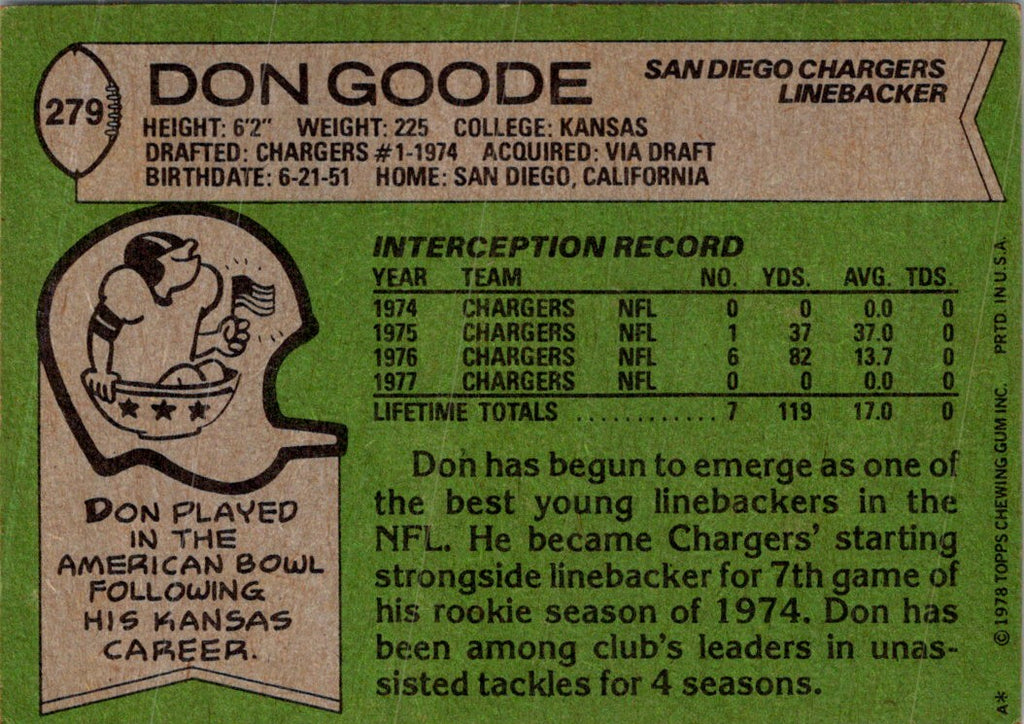 279
DON GOODE
SAN DIEGO CHARGERS
LINEBACKER
HEIGHT: 6'2" WEIGHT: 225 COLLEGE: KANSAS
DRAFTED: CHARGERS #1-1974 ACQUIRED: VIA DRAFT
BIRTHDATE: 6-21-51 HOME: SAN DIEGO, CALIFORNIA
INTERCEPTION RECORD
YEAR TEAM NO. YDS. AVG. TDS.
1974 CHARGERS NFL 0 0 0.0 0
1975 CHARGERS NFL 1 37 37.0 0
1976 CHARGERS NFL 6 82 13.7 0
1977 CHARGERS NFL 0 0 0.0 0
LIFETIME TOTALS ............ 7 119 17.0 0
Don has begun to emerge as one of
the best young linebackers in the
NFL. He became Chargers' starting
strongside linebacker for 7th game of
his rookie season of 1974. Don has
been among club's leaders in unas-
sisted tackles for 4 seasons.
DON PLAYED
IN THE
AMERICAN BOWL
FOLLOWING
HIS KANSAS
CAREER.
A* © 1978 TOPPS CHEWING GUM INC. PRTD. IN U.S.A.